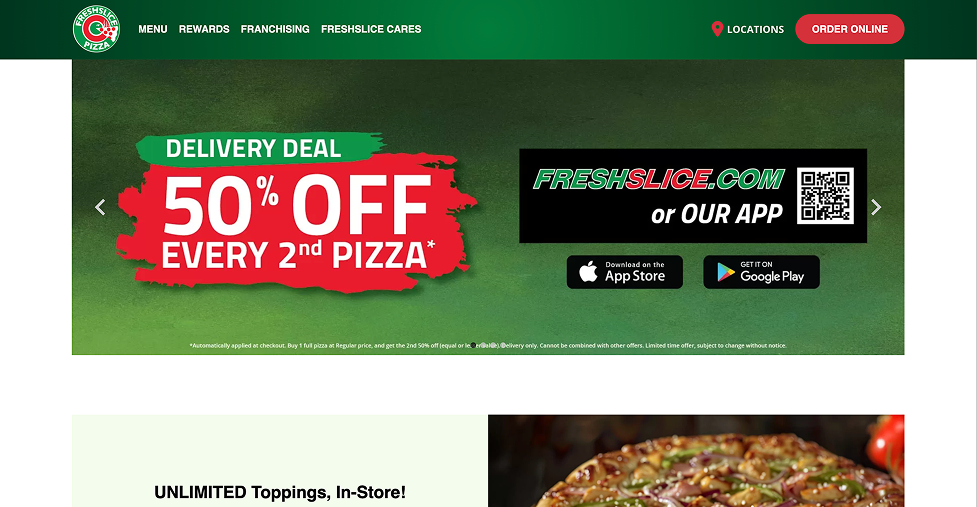 FRESHSLICE
PIZZA
MENU REWARDS FRANCHISING FRESHSLICE CARES
LOCATIONS
ORDER ONLINE
DELIVERY DEAL
50% OFF
EVERY 2nd PIZZA*
FRESHSLICE.COM
or OUR APP
Download on the
App Store
GET IT ON
Google Play
*Automatically applied at checkout. Buy 1 full pizza at Regular price, and get the 2nd 50% off (equal or Delivery only. Cannot be combined with other offers. Limited time offer, subject to change without notice.
UNLIMITED Toppings, In-Store!